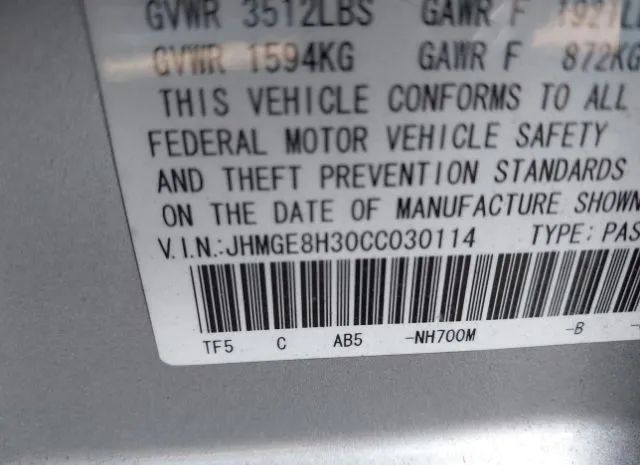 GVWR 3512LBS GAWR F 1921L
GVWR 1594KG GAWR F 872KG
THIS VEHICLE CONFORMS TO ALL
FEDERAL MOTOR VEHICLE SAFETY
AND THEFT PREVENTION STANDARDS
ON THE DATE OF MANUFACTURE SHOWN
V.I.N.:JHMGE8H30CC030114 TYPE:PAS
TF5 C AB5 -NH700M -B -